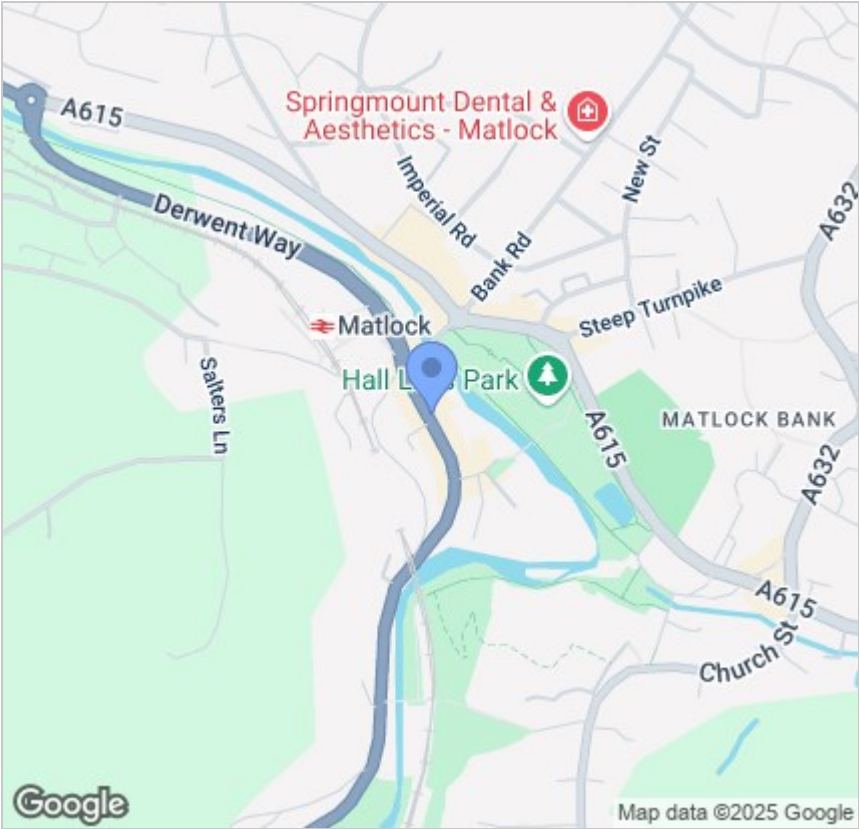 A615
Springmount Dental &
Aesthetics - Matlock
Imperial Rd
New St
A632
Derwent Way
Bank Rd
Steep Turnpike
Matlock
Salters Ln
Hall L s Park
A615
MATLOCK BANK
A632
A615
Church St
Google
Map data ©2025 Google